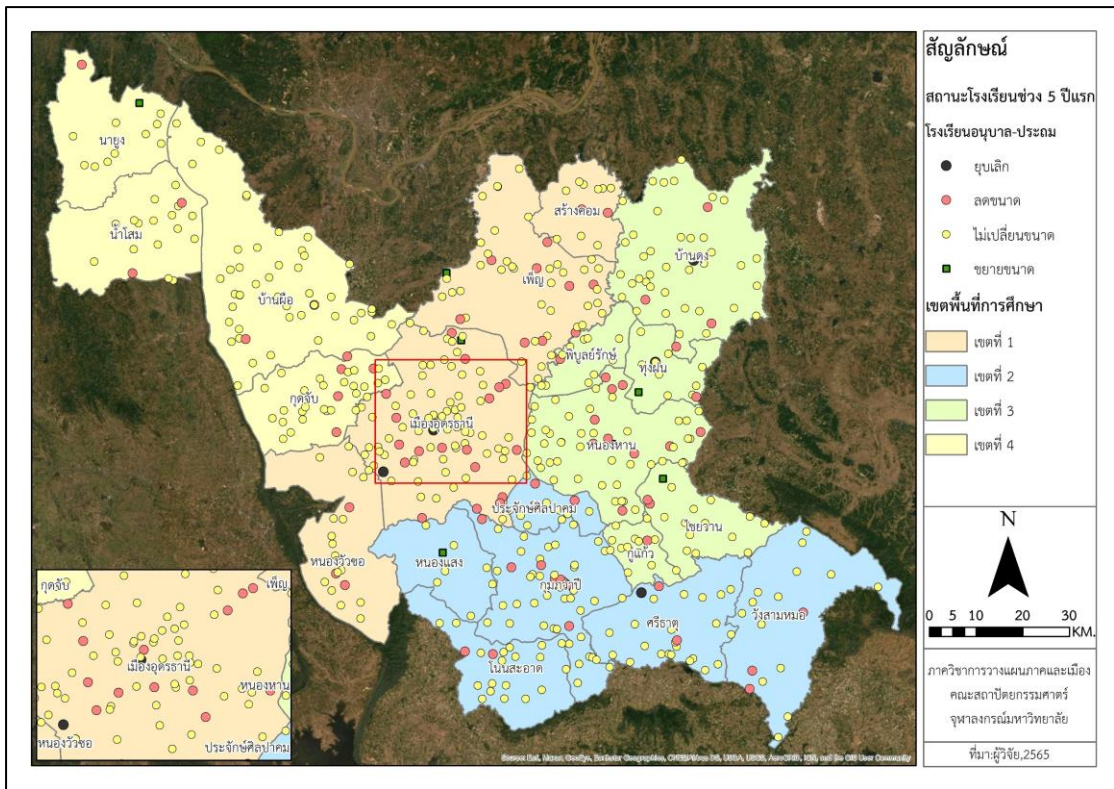 นายูง
น้ำโสม
บ้านผือ
กุดจับ
สร้างคอม
เพ็ญ
บ้านดุง
พิบูลย์รักษ์
ทุ่งฝน
เมืองอุดรธานี
หนองหาน
ประจักษ์ศิลปาคม
ไชยวาน
กู่แก้ว
หนองวัวซอ
หนองแสง
กุมภวาปี
ศรีธาตุ
วังสามหมอ
โนนสะอาด
กุดจับ
เพ็ญ
เมืองอุดรธานี
หนองหาน
หนองวัวซอ
ประจักษ์ศิลปาคม
Source: Esri, Maxar, GeoEye, Earthstar Geographics, CNES/Airbus DS, USDA, USGS, AeroGRID, IGN, and the GIS User Community
สัญลักษณ์
สถานะโรงเรียนช่วง 5 ปีแรก
โรงเรียนอนุบาล-ประถม
ยุบเลิก
ลดขนาด
ไม่เปลี่ยนขนาด
ขยายขนาด
เขตพื้นที่การศึกษา
เขตที่ 1
เขตที่ 2
เขตที่ 3
เขตที่ 4
N
0 5 10 20 30
KM.
ภาควิชาการวางแผนภาคและเมือง
คณะสถาปัตยกรรมศาตร์
จุฬาลงกรณ์มหาวิทยาลัย
ที่มา:ผู้วิจัย,2565